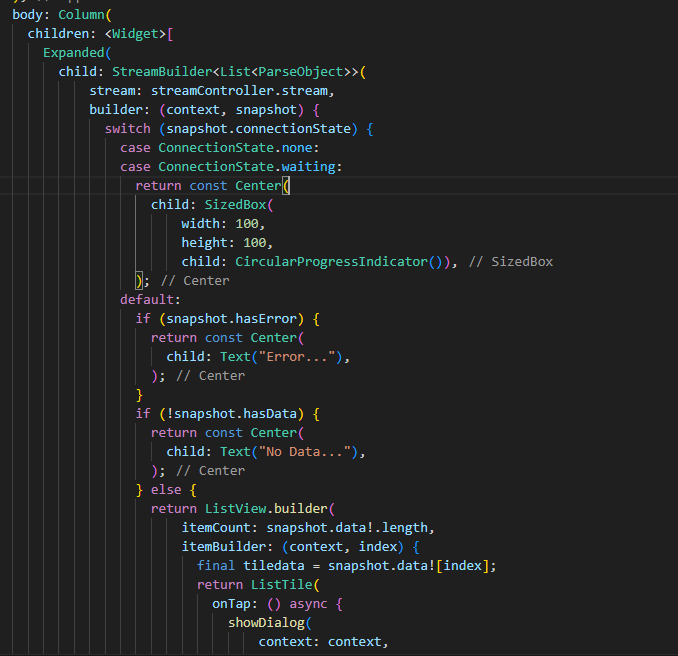 body: Column(
children: <Widget>[
Expanded(
child: StreamBuilder<List<ParseObject>>(
stream: streamController.stream,
builder: (context, snapshot) {
switch (snapshot.connectionState) {
case ConnectionState.none:
case ConnectionState.waiting:
return const Center(
child: SizedBox(
width: 100,
height: 100,
child: CircularProgressIndicator()), // SizedBox
); // Center
default:
if (snapshot.hasError) {
return const Center(
child: Text("Error..."),
); // Center
}
if (!snapshot.hasData) {
return const Center(
child: Text("No Data..."),
); // Center
} else {
return ListView.builder(
itemCount: snapshot.data!.length,
itemBuilder: (context, index) {
final tiledata = snapshot.data![index];
return ListTile(
onTap: () async {
showDialog(
context: context,